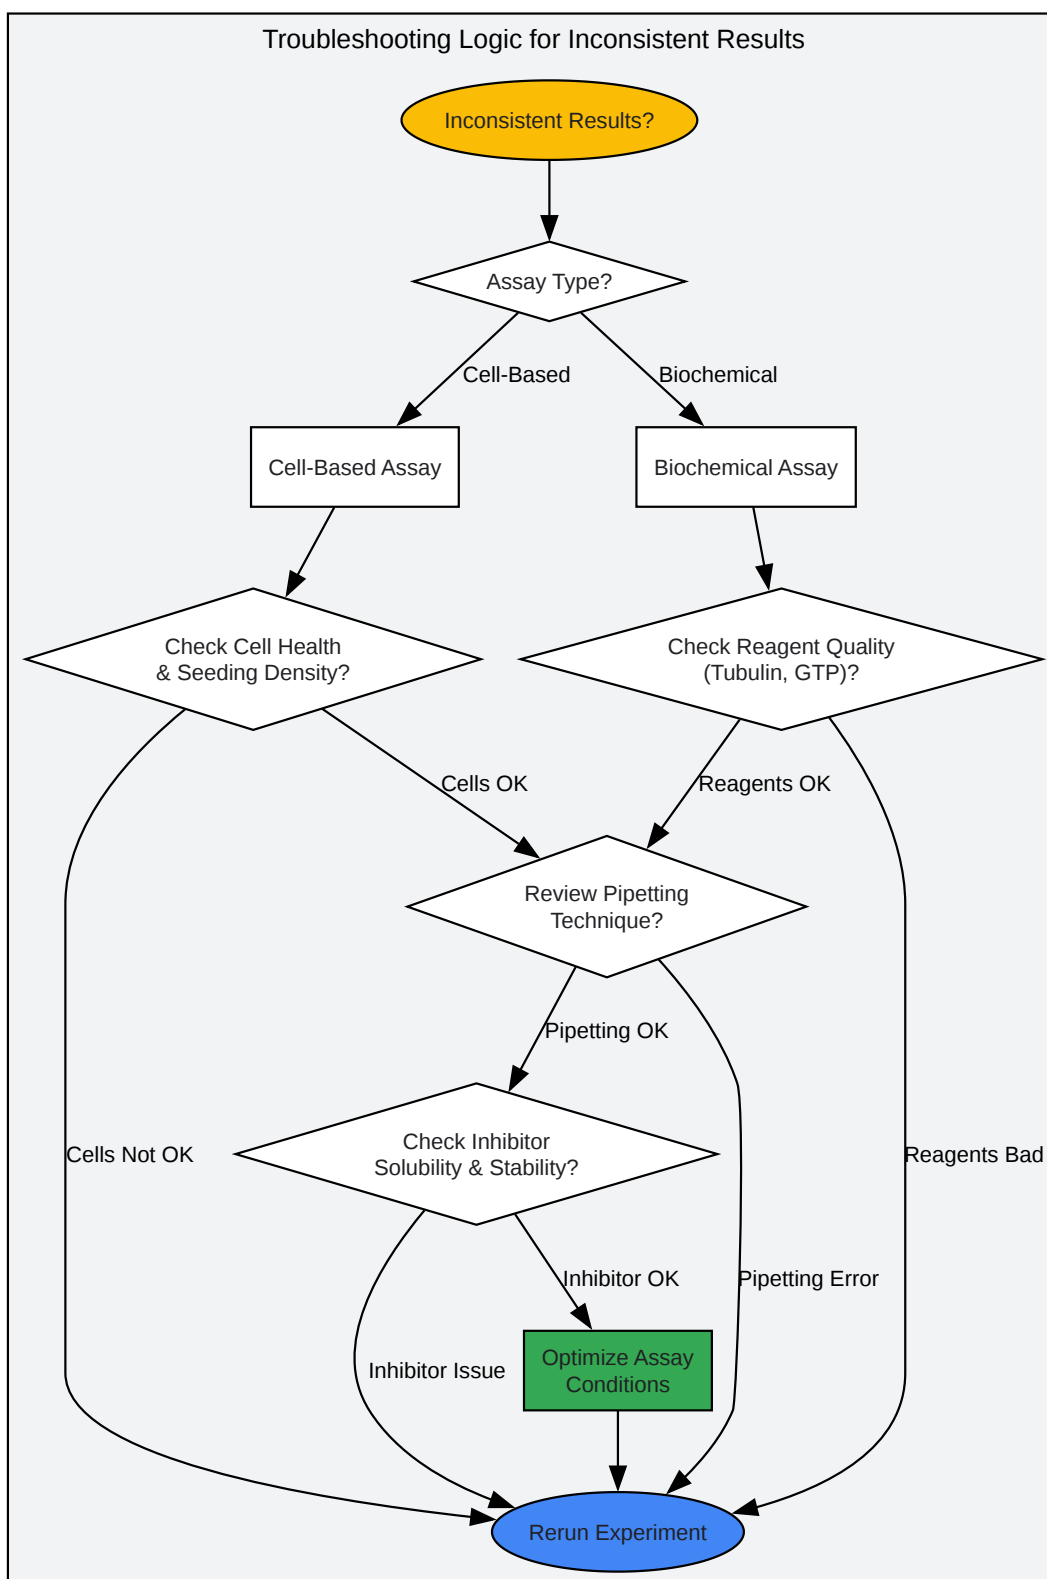 Troubleshooting Logic for Inconsistent Results
Inconsistent Results?
Assay Type?
Cell-Based
Biochemical
Cell-Based Assay
Biochemical Assay
Check Cell Health
& Seeding Density?
Check Reagent Quality
(Tubulin, GTP)?
Cells OK
Reagents OK
Review Pipetting
Technique?
Pipetting OK
Check Inhibitor
Solubility & Stability?
Cells Not OK
Reagents Bad
Inhibitor OK
Pipetting Error
Inhibitor Issue
Optimize Assay
Conditions
Rerun Experiment